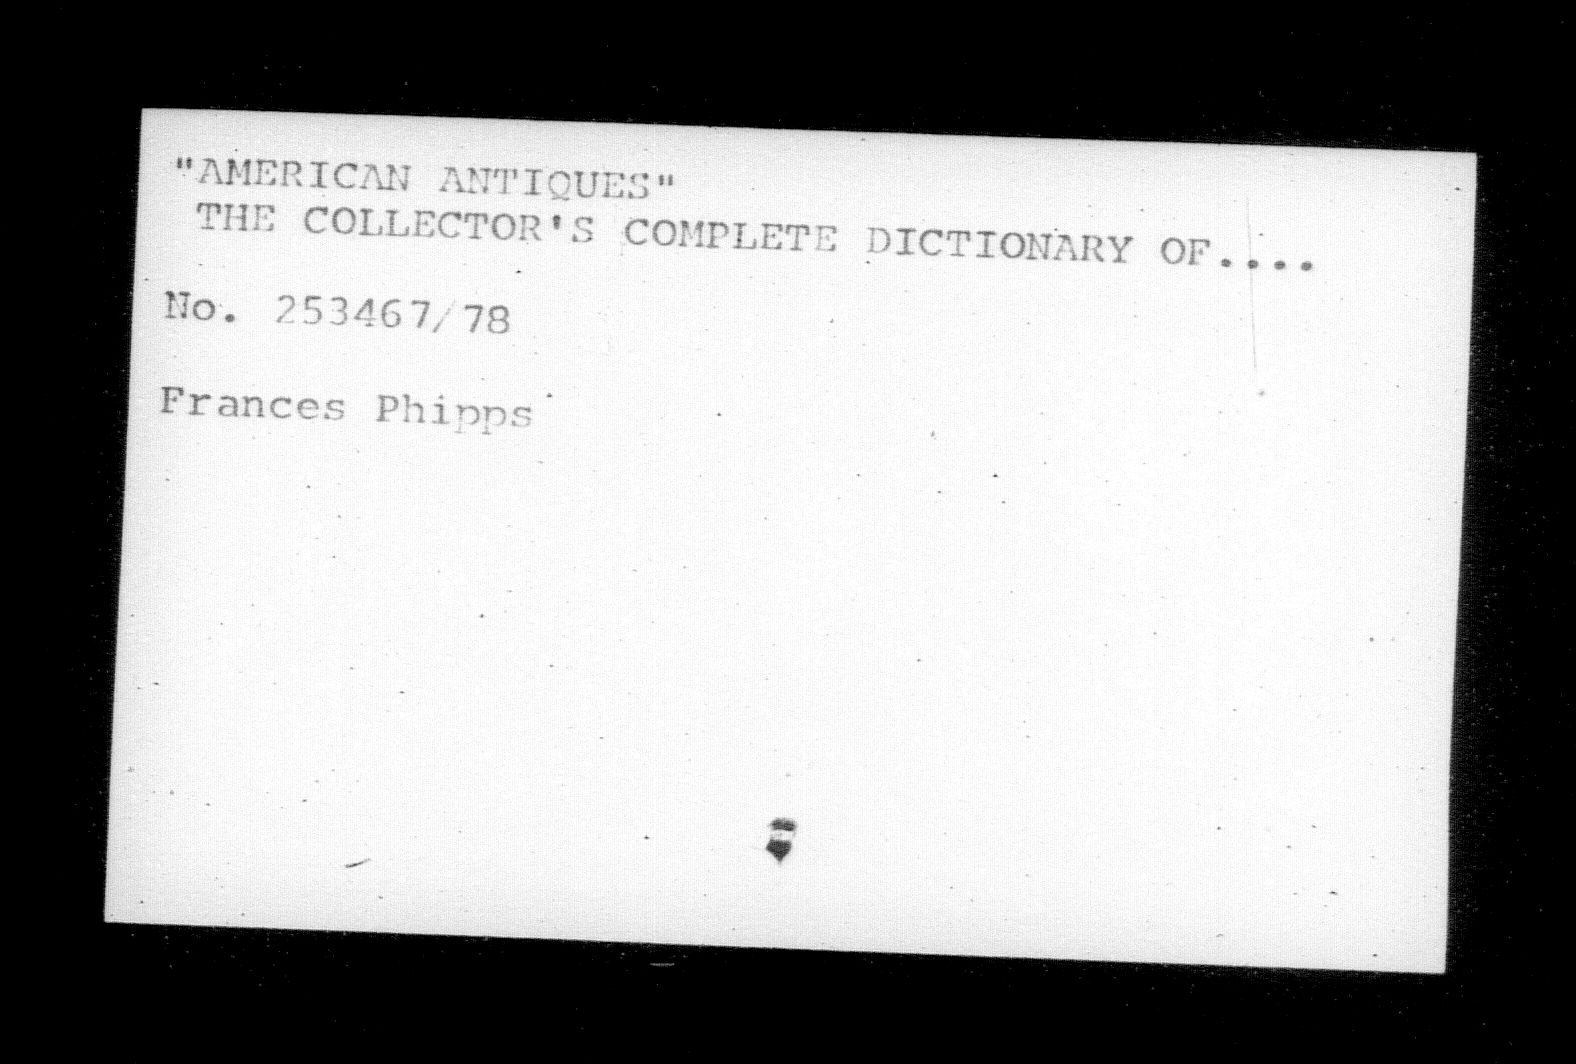 "AMERICAN ANTIQUES"
THE COLLECTOR'S COMPLETE DICTIONARY OF....
No. 253467/78
Frances Phipps